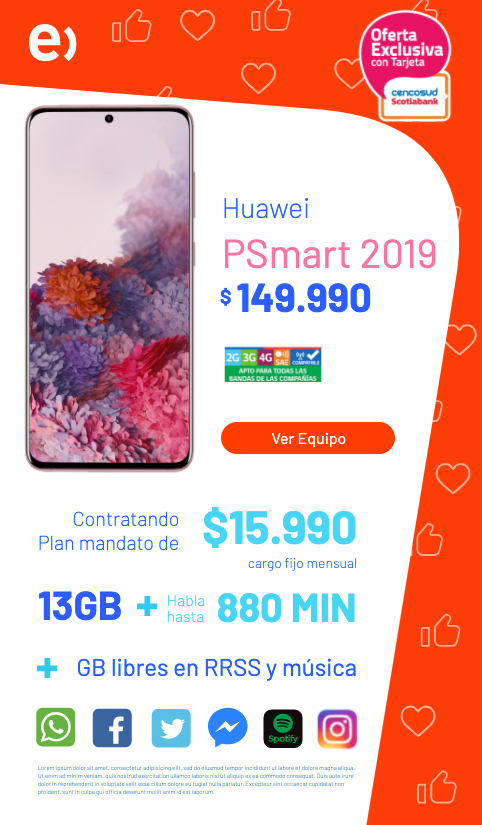 e)
Oferta
Exclusiva
con Tarjeta
cencosud
Scotiabank
Huawei
PSmart 2019
$ 149.990
2G 3G 4G SAE COMPATIBLE
APTO PARA TODAS LAS
BANDAS DE LAS COMPAÑÍAS
Ver Equipo
Contratando
Plan mandato de
$15.990
cargo fijo mensual
13GB + Habla hasta 880 MIN
+ GB libres en RRSS y música
Spotify
Lorem ipsum dolor sit amet, consectetur adipisicing elit, sed do eiusmod tempor incididunt ut labore et dolore magna aliqua.
Ut enim ad minim veniam, quis nostrud exercitation ullamco laboris nisi ut aliquip ex ea commodo consequat. Duis aute irure
dolor in reprehenderit in voluptate velit esse cillum dolore eu fugiat nulla pariatur. Excepteur sint occaecat cupidatat non
proident, sunt in culpa qui officia deserunt mollit anim id est laborum.